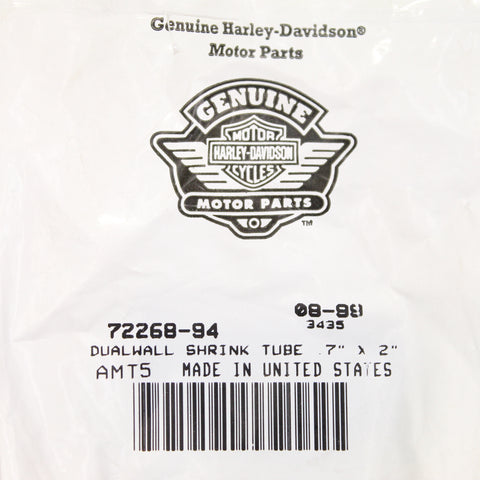 Genuine Harley-Davidson®
Motor Parts
GENUINE
MOTOR
HARLEY-DAVIDSON
CYCLES
MOTOR PARTS
TM
08-98
72268-94
3435
DUALWALL SHRINK TUBE .7" X 2"
AMT5 MADE IN UNITED STATES